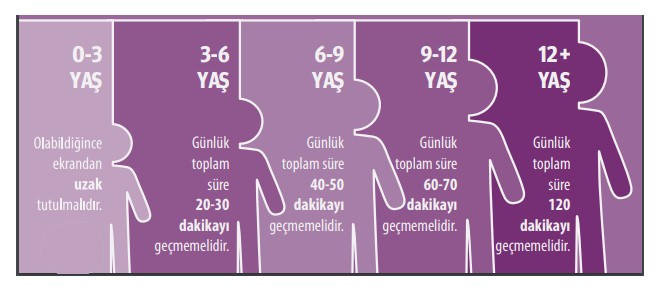 0-3
YAŞ
Olabildiğince
ekrandan
uzak
tutulmalıdır.
3-6
YAŞ
Günlük
toplam
süre
20-30
dakikayı
geçmemelidir.
6-9
YAŞ
Günlük
toplam süre
40-50
dakikayı
geçmemelidir.
9-12
YAŞ
Günlük
toplam süre
60-70
dakikayı
geçmemelidir.
12+
YAŞ
Günlük
toplam
süre
120
dakikayı
geçmemelidir.